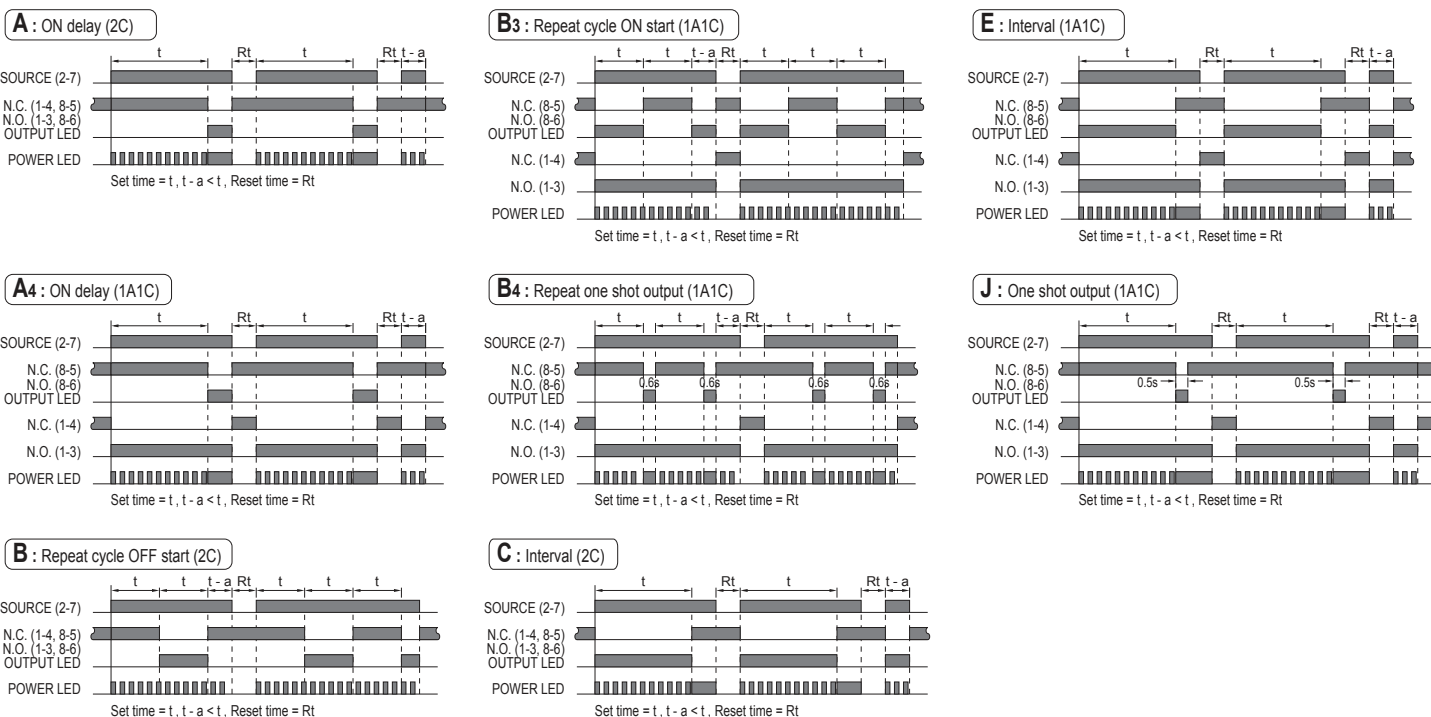 A : ON delay (2C)
t Rt t Rt t - a
SOURCE (2-7)
N.C. (1-4, 8-5)
N.O. (1-3, 8-6)
OUTPUT LED
POWER LED
Set time = t , t - a < t , Reset time = Rt
B3 : Repeat cycle ON start (1A1C)
t t t - a Rt t t t
SOURCE (2-7)
N.C. (8-5)
N.O. (8-6)
OUTPUT LED
N.C. (1-4)
N.O. (1-3)
POWER LED
Set time = t , t - a < t , Reset time = Rt
E : Interval (1A1C)
t Rt t Rt t - a
SOURCE (2-7)
N.C. (8-5)
N.O. (8-6)
OUTPUT LED
N.C. (1-4)
N.O. (1-3)
POWER LED
Set time = t , t - a < t , Reset time = Rt
A4 : ON delay (1A1C)
t Rt t Rt t - a
SOURCE (2-7)
N.C. (8-5)
N.O. (8-6)
OUTPUT LED
N.C. (1-4)
N.O. (1-3)
POWER LED
Set time = t , t - a < t , Reset time = Rt
B4 : Repeat one shot output (1A1C)
t t t - a Rt t t
SOURCE (2-7)
N.C. (8-5)
N.O. (8-6)
0.6s 0.6s 0.6s 0.6s
OUTPUT LED
N.C. (1-4)
N.O. (1-3)
POWER LED
Set time = t , t - a < t , Reset time = Rt
J : One shot output (1A1C)
t Rt t Rt t - a
SOURCE (2-7)
N.C. (8-5)
N.O. (8-6)
0.5s 0.5s
OUTPUT LED
N.C. (1-4)
N.O. (1-3)
POWER LED
Set time = t , t - a < t , Reset time = Rt
B : Repeat cycle OFF start (2C)
t t t - a Rt t t t
SOURCE (2-7)
N.C. (1-4, 8-5)
N.O. (1-3, 8-6)
OUTPUT LED
POWER LED
Set time = t , t - a < t , Reset time = Rt
C : Interval (2C)
t Rt t Rt t - a
SOURCE (2-7)
N.C. (1-4, 8-5)
N.O. (1-3, 8-6)
OUTPUT LED
POWER LED
Set time = t , t - a < t , Reset time = Rt